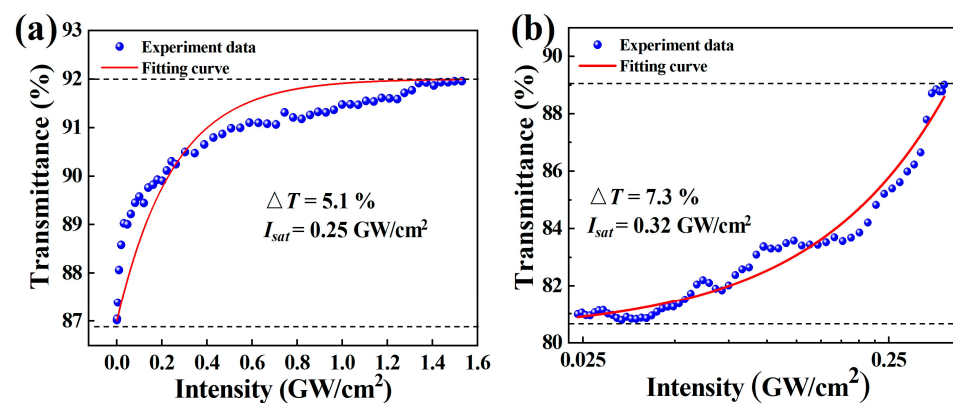 (a)
Experiment data
Fitting curve
△T = 5.1 %
Isat = 0.25 GW/cm²
Transmittance (%)
93
92
91
90
89
88
87
0.0 0.2 0.4 0.6 0.8 1.0 1.2 1.4 1.6
Intensity (GW/cm²)
(b)
Experiment data
Fitting curve
△T = 7.3 %
Isat = 0.32 GW/cm²
Transmittance (%)
90
88
86
84
82
80
0.025 0.25
Intensity (GW/cm²)